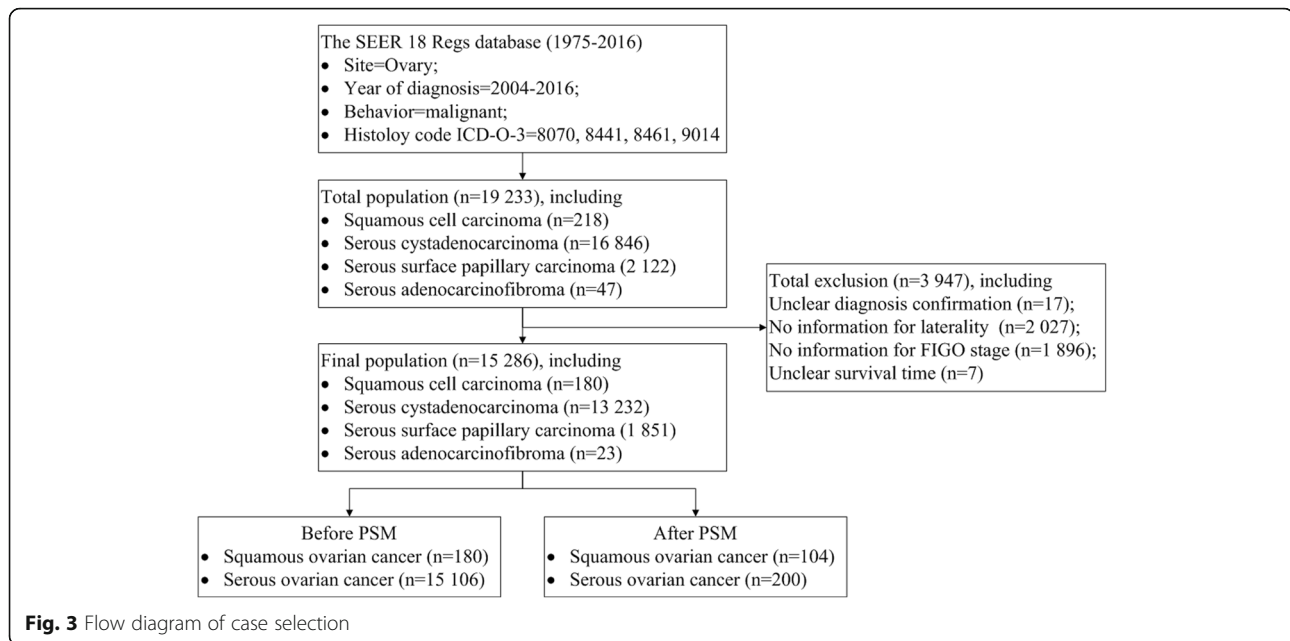 The SEER 18 Regs database (1975-2016)
• Site=Ovary;
• Year of diagnosis=2004-2016;
• Behavior=malignant;
• Histoloy code ICD-O-3=8070, 8441, 8461, 9014
Total population (n=19 233), including
• Squamous cell carcinoma (n=218)
• Serous cystadenocarcinoma (n=16 846)
• Serous surface papillary carcinoma (2 122)
• Serous adenocarcinofibroma (n=47)
Total exclusion (n=3 947), including
Unclear diagnosis confirmation (n=17);
No information for laterality (n=2 027);
No information for FIGO stage (n=1 896);
Unclear survival time (n=7)
Final population (n=15 286), including
• Squamous cell carcinoma (n=180)
• Serous cystadenocarcinoma (n=13 232)
• Serous surface papillary carcinoma (1 851)
• Serous adenocarcinofibroma (n=23)
Before PSM
• Squamous ovarian cancer (n=180)
• Serous ovarian cancer (n=15 106)
After PSM
• Squamous ovarian cancer (n=104)
• Serous ovarian cancer (n=200)
Fig. 3 Flow diagram of case selection